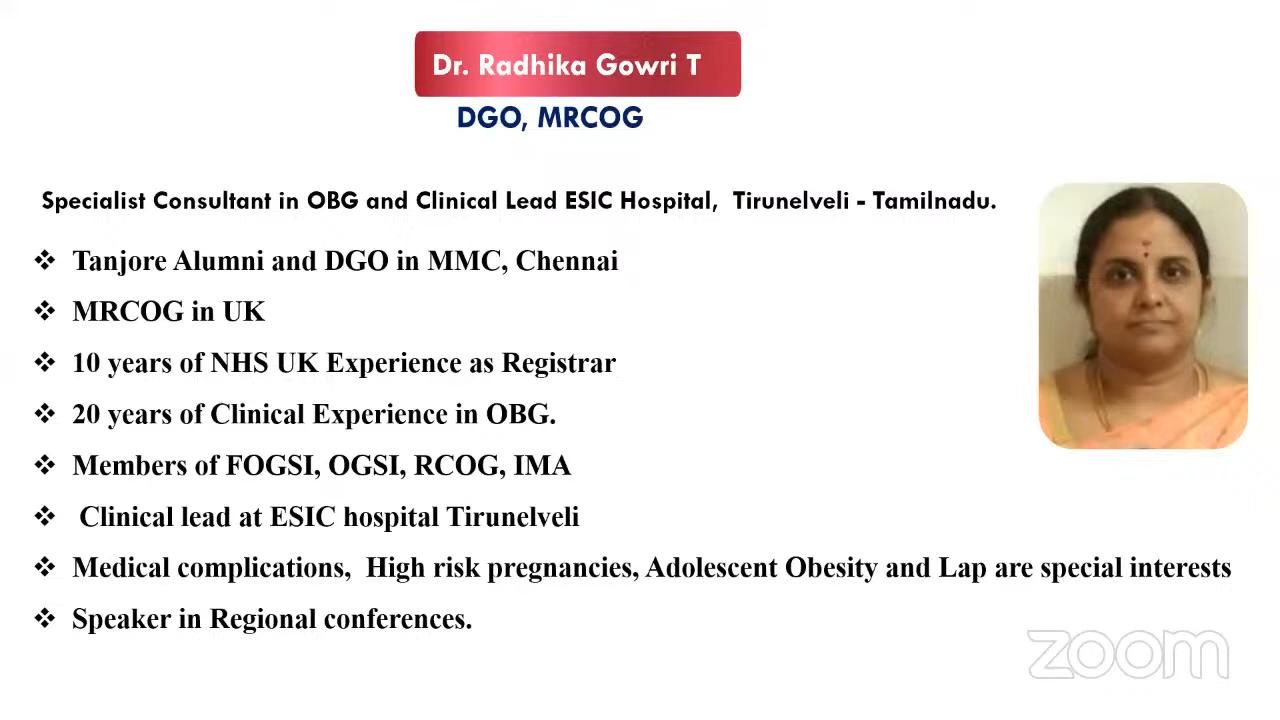 Dr. Radhika Gowri T
DGO, MRCOG
Specialist Consultant in OBG and Clinical Lead ESIC Hospital, Tirunelveli - Tamilnadu.
❖ Tanjore Alumni and DGO in MMC, Chennai
❖ MRCOG in UK
❖ 10 years of NHS UK Experience as Registrar
❖ 20 years of Clinical Experience in OBG.
❖ Members of FOGSI, OGSI, RCOG, IMA
❖ Clinical lead at ESIC hospital Tirunelveli
❖ Medical complications, High risk pregnancies, Adolescent Obesity and Lap are special interests
❖ Speaker in Regional conferences.
zoom